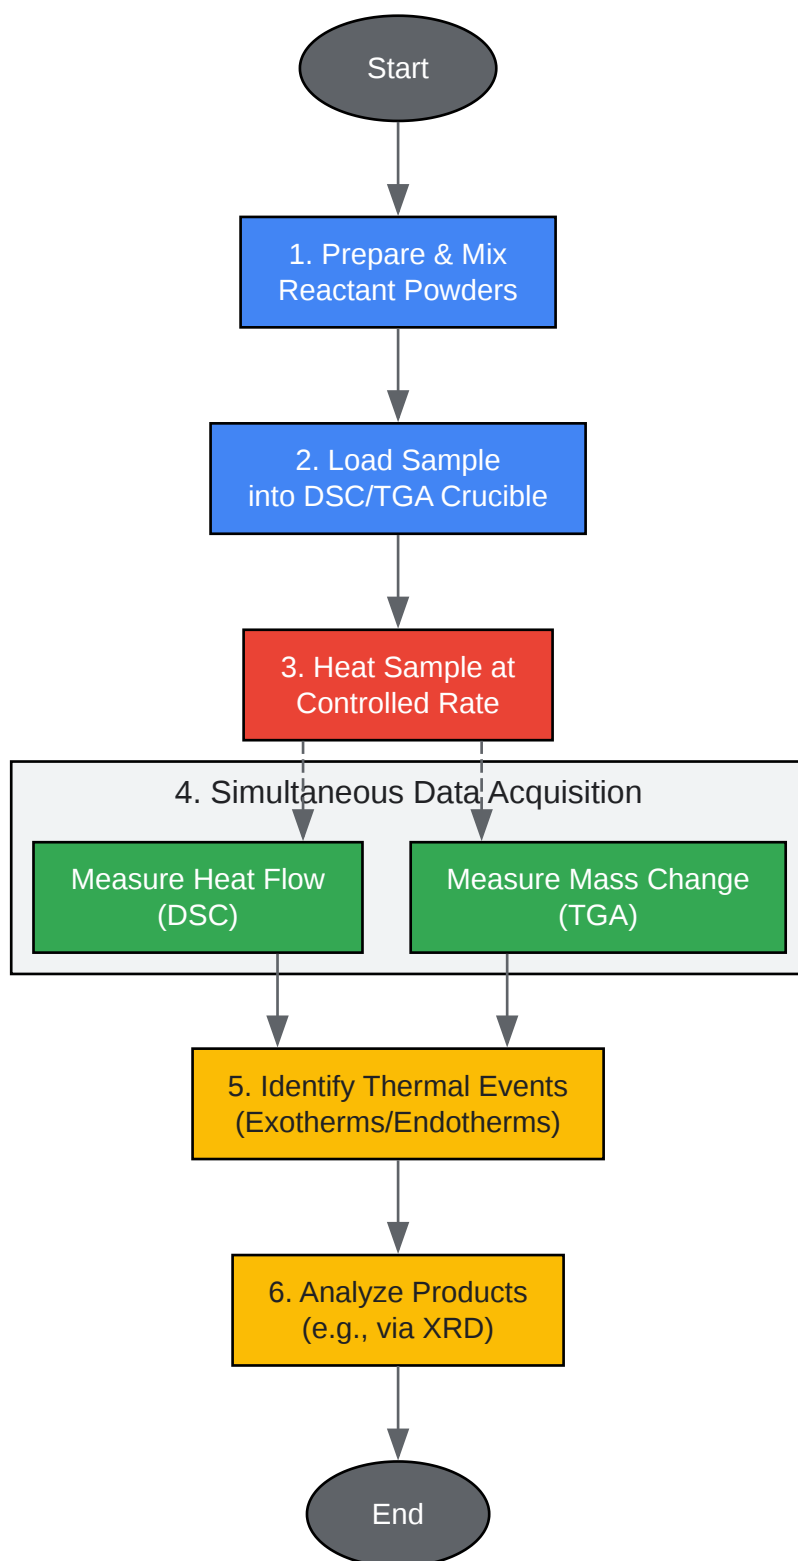 Start
1. Prepare & Mix
Reactant Powders
2. Load Sample
into DSC/TGA Crucible
3. Heat Sample at
Controlled Rate
4. Simultaneous Data Acquisition
Measure Heat Flow
(DSC)
Measure Mass Change
(TGA)
5. Identify Thermal Events
(Exotherms/Endotherms)
6. Analyze Products
(e.g., via XRD)
End